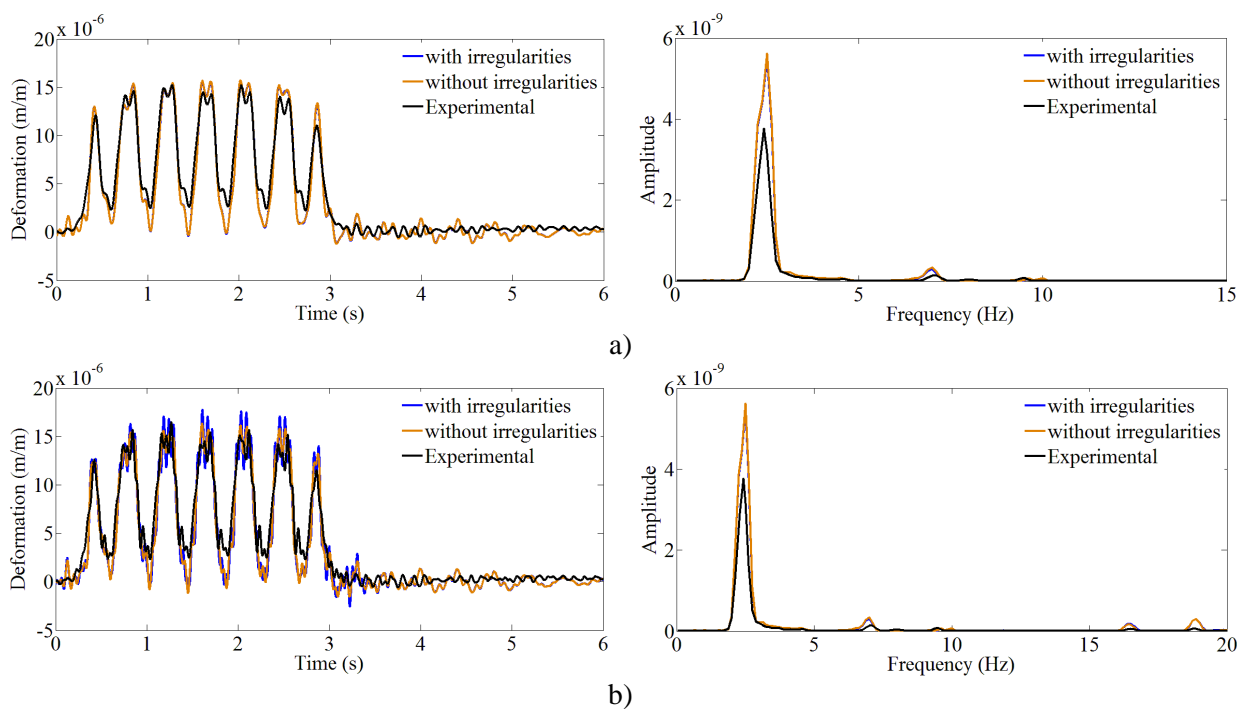 20 x 10-6
with irregularities
without irregularities
Experimental
Deformation (m/m)
15
10
5
0
-5
0 1 2 3 4 5 6
Time (s)
6 x 10-9
with irregularities
without irregularities
Experimental
Amplitude
4
2
0
0 5 10 15
Frequency (Hz)
a)
20 x 10-6
with irregularities
without irregularities
Experimental
Deformation (m/m)
15
10
5
0
-5
0 1 2 3 4 5 6
Time (s)
6 x 10-9
with irregularities
without irregularities
Experimental
Amplitude
4
2
0
0 5 10 15 20
Frequency (Hz)
b)